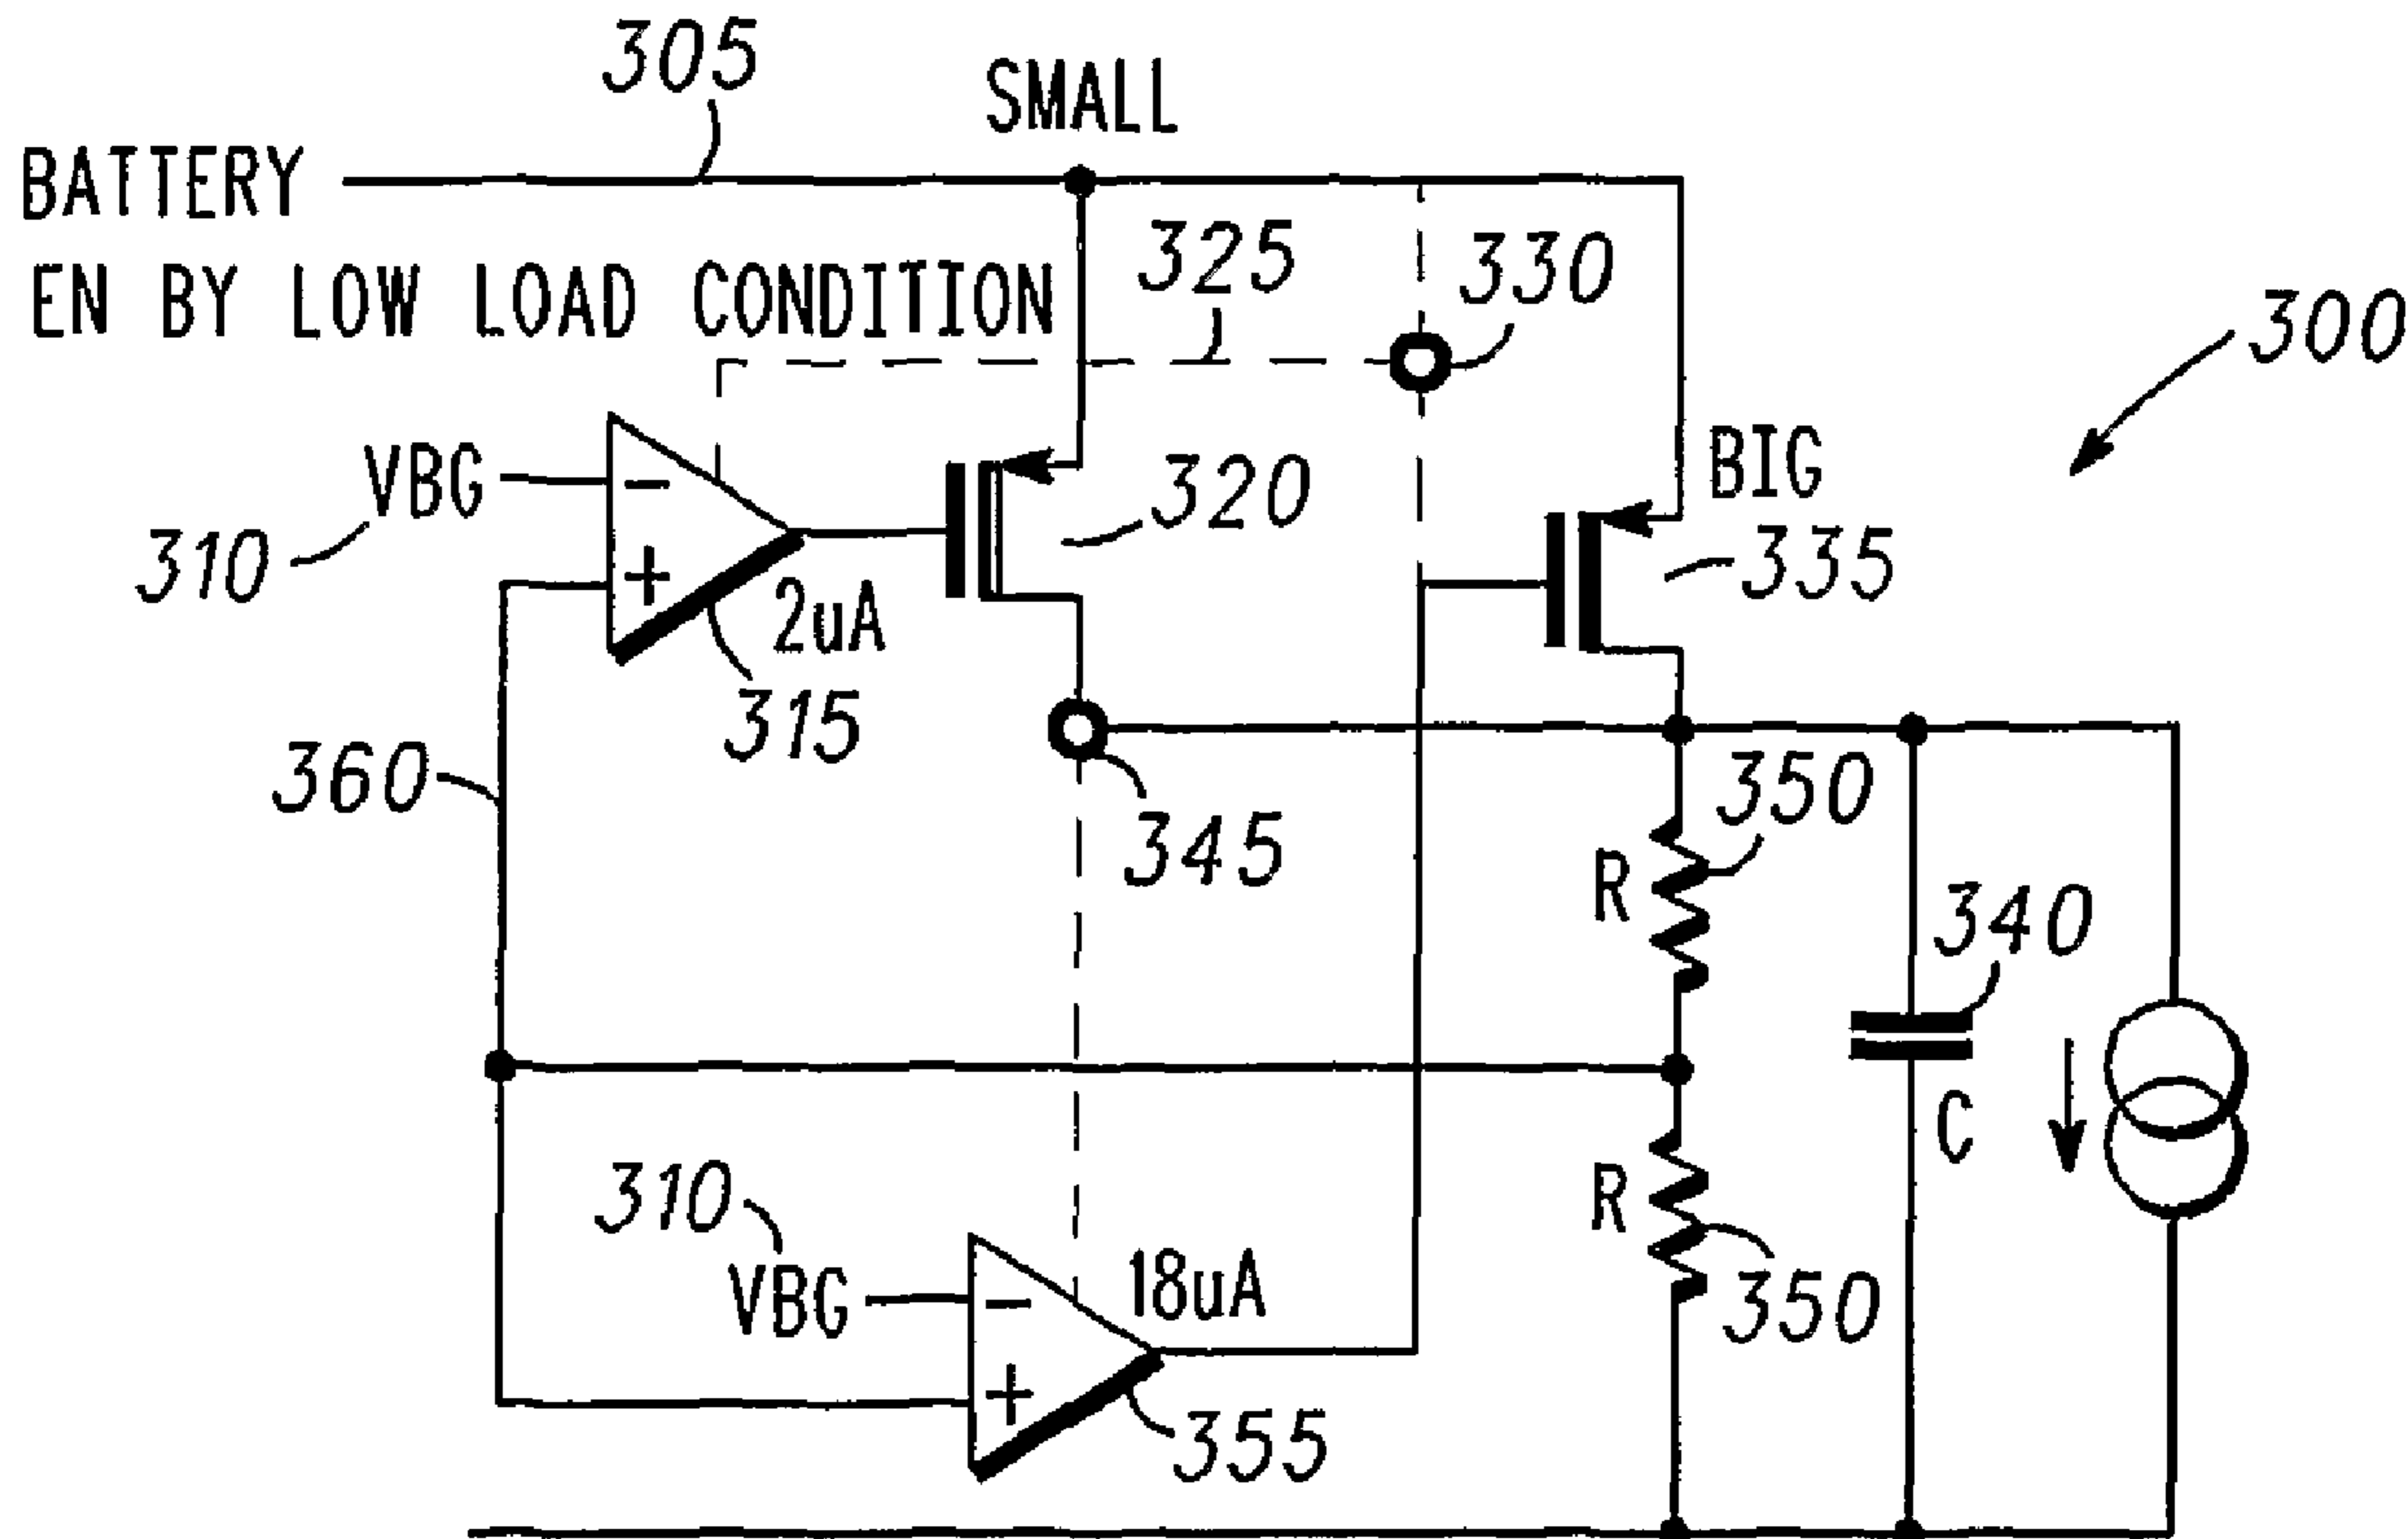 305
SMALL
BATTERY
EN BY LOW LOAD CONDITION
325
330
300
VBG
-
BIG
320
310
+
335
2uA
315
360
350
345
R
340
C
310
R
VBG
-
18uA
350
+
355